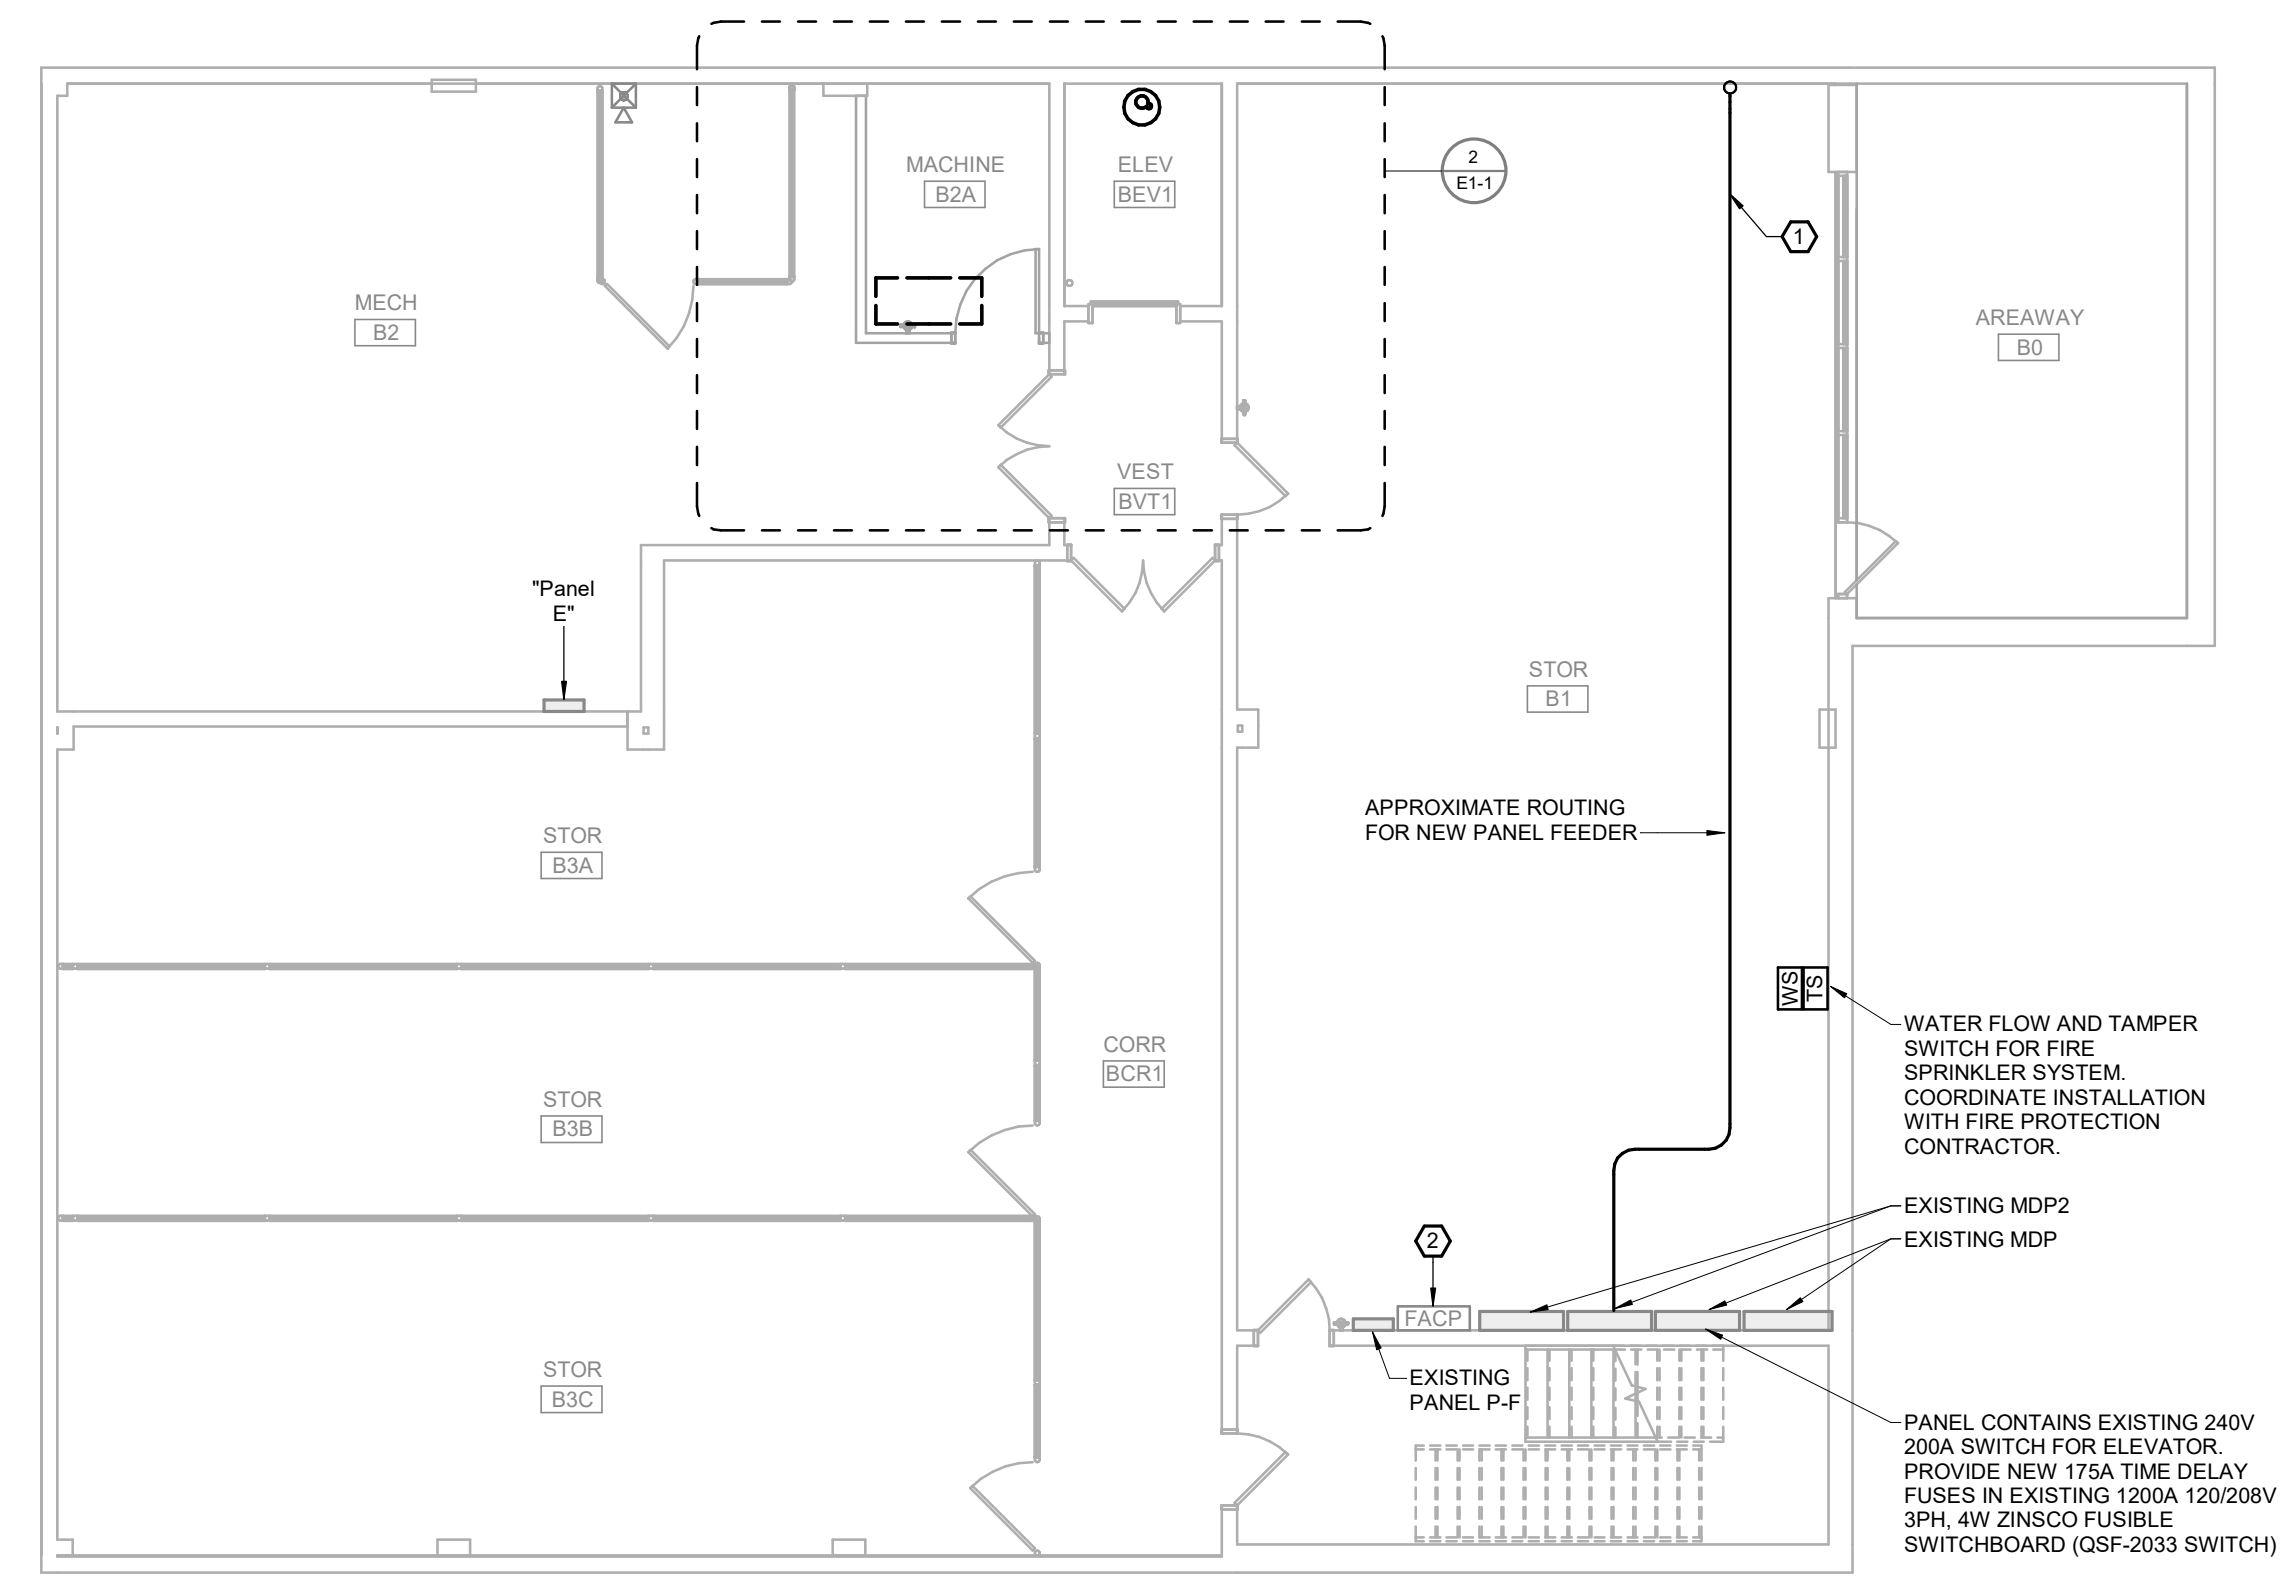 MACHINE
B2A
ELEV
BEV1
2
E1-1
1
MECH
B2
AREAWAY
B0
VEST
BVT1
"Panel
E"
STOR
B1
APPROXIMATE ROUTING
FOR NEW PANEL FEEDER
STOR
B3A
WS
TS
WATER FLOW AND TAMPER
SWITCH FOR FIRE
SPRINKLER SYSTEM.
COORDINATE INSTALLATION
WITH FIRE PROTECTION
CONTRACTOR.
CORR
BCR1
STOR
B3B
EXISTING MDP2
EXISTING MDP
2
FACP
EXISTING
PANEL P-F
STOR
B3C
PANEL CONTAINS EXISTING 240V
200A SWITCH FOR ELEVATOR.
PROVIDE NEW 175A TIME DELAY
FUSES IN EXISTING 1200A 120/208V
3PH, 4W ZINSCO FUSIBLE
SWITCHBOARD (QSF-2033 SWITCH)